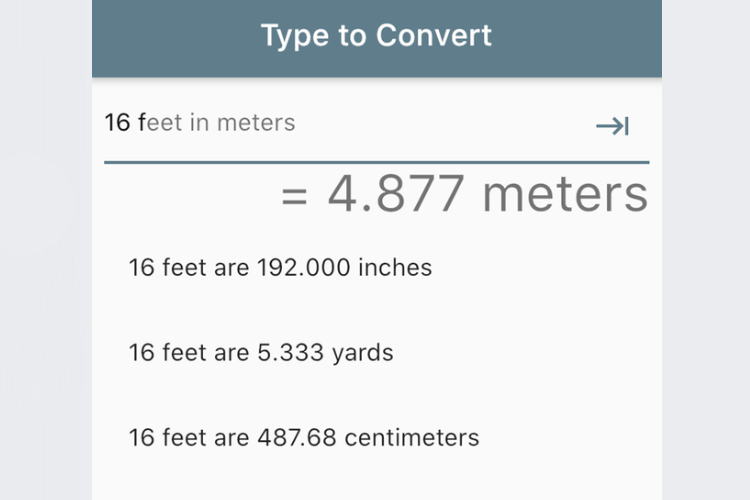 Type to Convert
16 feet in meters
= 4.877 meters
16 feet are 192.000 inches
16 feet are 5.333 yards
16 feet are 487.68 centimeters